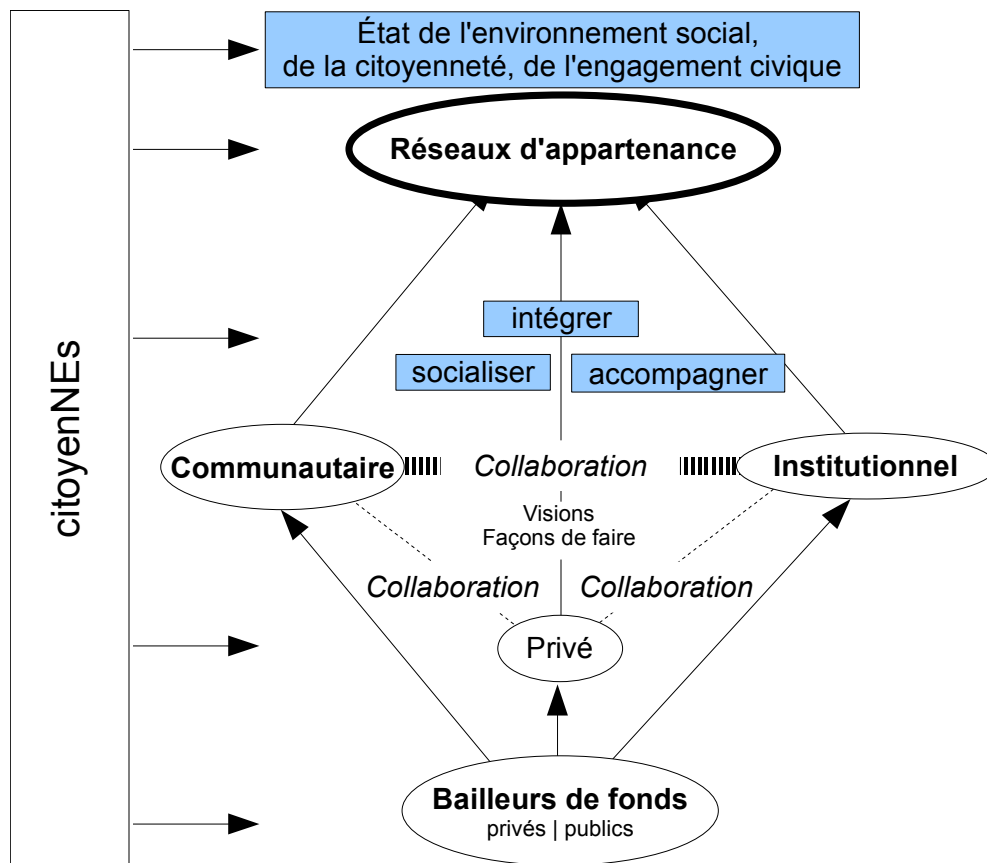 citoyenNEs
État de l'environnement social,
de la citoyenneté, de l'engagement civique
Réseaux d'appartenance
intégrer
socialiser
accompagner
Communautaire
Collaboration
Institutionnel
Visions
Façons de faire
Collaboration
Collaboration
Privé
Bailleurs de fonds
privés | publics